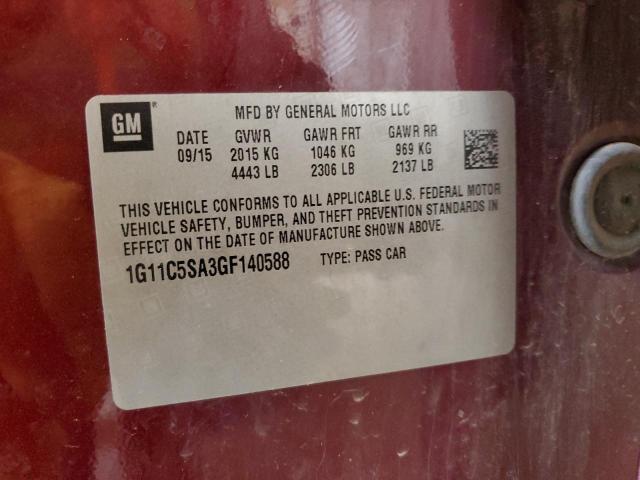 GM ® MFD BY GENERAL MOTORS LLC
DATE GVWR GAWR FRT GAWR RR
09/15 2015 KG 1046 KG 969 KG
4443 LB 2306 LB 2137 LB
THIS VEHICLE CONFORMS TO ALL APPLICABLE U.S. FEDERAL MOTOR
VEHICLE SAFETY, BUMPER, AND THEFT PREVENTION STANDARDS IN
EFFECT ON THE DATE OF MANUFACTURE SHOWN ABOVE.
1G11C5SA3GF140588 TYPE: PASS CAR